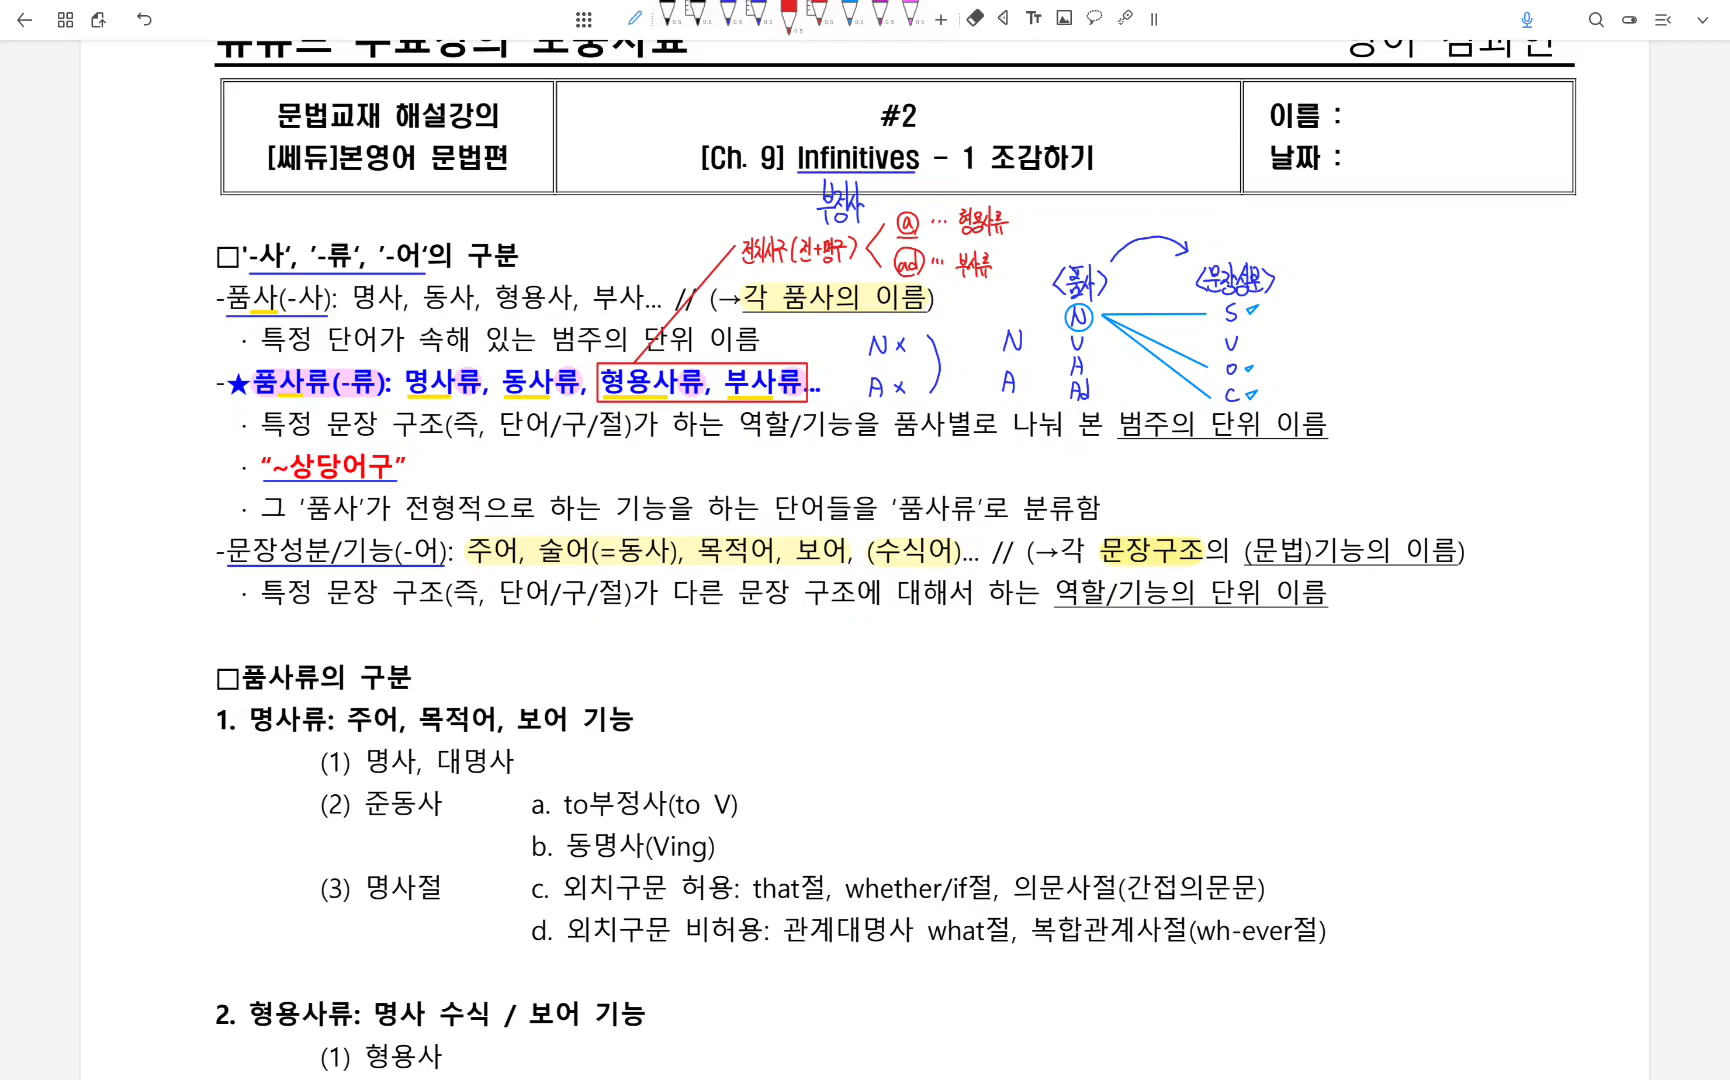 문법교재 해설강의
[쎄듀]본영어 문법편
#2
[Ch. 9] Infinitives - 1 조감하기
이름 :
날짜 :
부정사
전치사구(전+명구)
a … 형용사류
ad … 부사류
□'-사‘, ’-류‘, ’-어‘의 구분
-품사(-사): 명사, 동사, 형용사, 부사… // (→각 품사의 이름)
· 특정 단어가 속해 있는 범주의 단위 이름
-★품사류(-류): 명사류, 동사류, 형용사류, 부사류…
N ×
A ×
N
A
<품사>
N
V
A
Ad
<문장성분>
S
V
O
C
· 특정 문장 구조(즉, 단어/구/절)가 하는 역할/기능을 품사별로 나눠 본 범주의 단위 이름
· “~상당어구”
· 그 ‘품사’가 전형적으로 하는 기능을 하는 단어들을 ‘품사류’로 분류함
-문장성분/기능(-어): 주어, 술어(=동사), 목적어, 보어, (수식어)… // (→각 문장구조의 (문법)기능의 이름)
· 특정 문장 구조(즉, 단어/구/절)가 다른 문장 구조에 대해서 하는 역할/기능의 단위 이름
□품사류의 구분
1. 명사류: 주어, 목적어, 보어 기능
(1) 명사, 대명사
(2) 준동사 a. to부정사(to V)
b. 동명사(Ving)
(3) 명사절 c. 외치구문 허용: that절, whether/if절, 의문사절(간접의문문)
d. 외치구문 비허용: 관계대명사 what절, 복합관계사절(wh-ever절)
2. 형용사류: 명사 수식 / 보어 기능
(1) 형용사